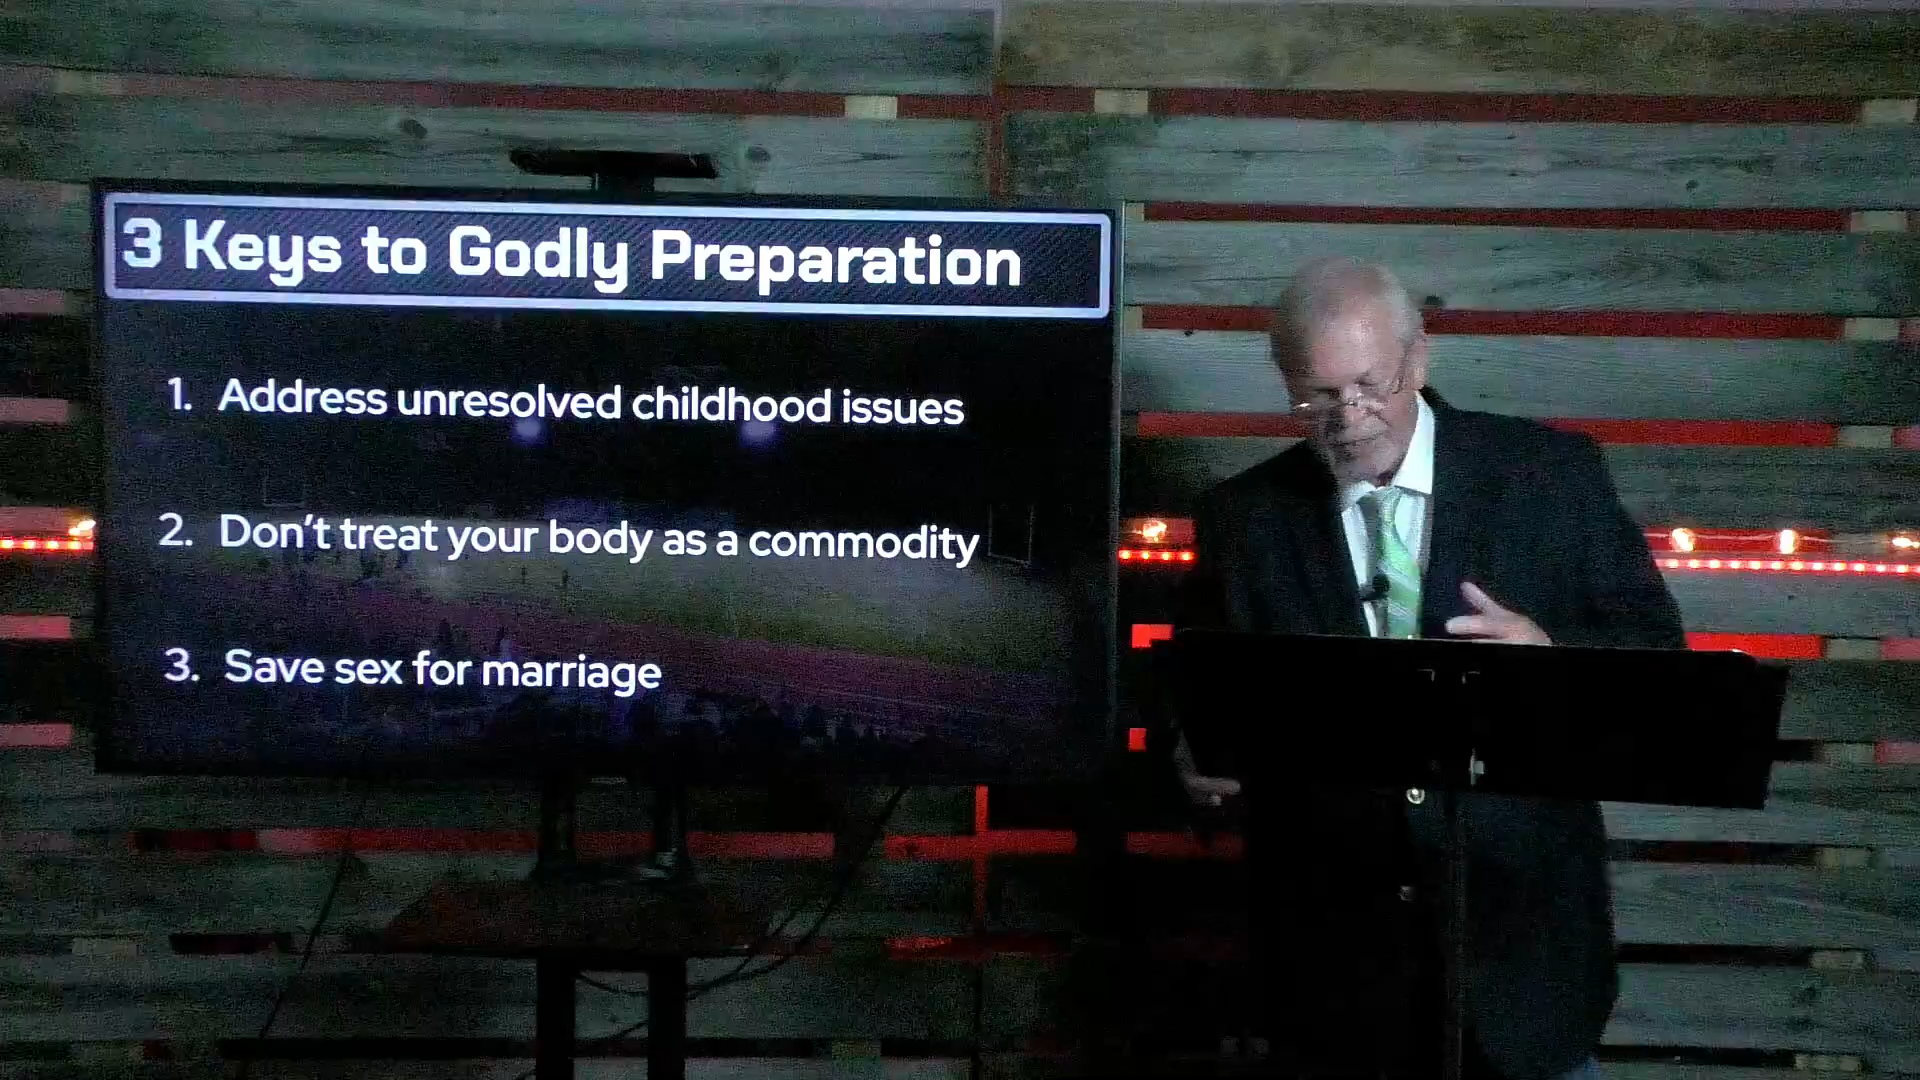 3 Keys to Godly Preparation
1. Address unresolved childhood issues
2. Don't treat your body as a commodity
3. Save sex for marriage